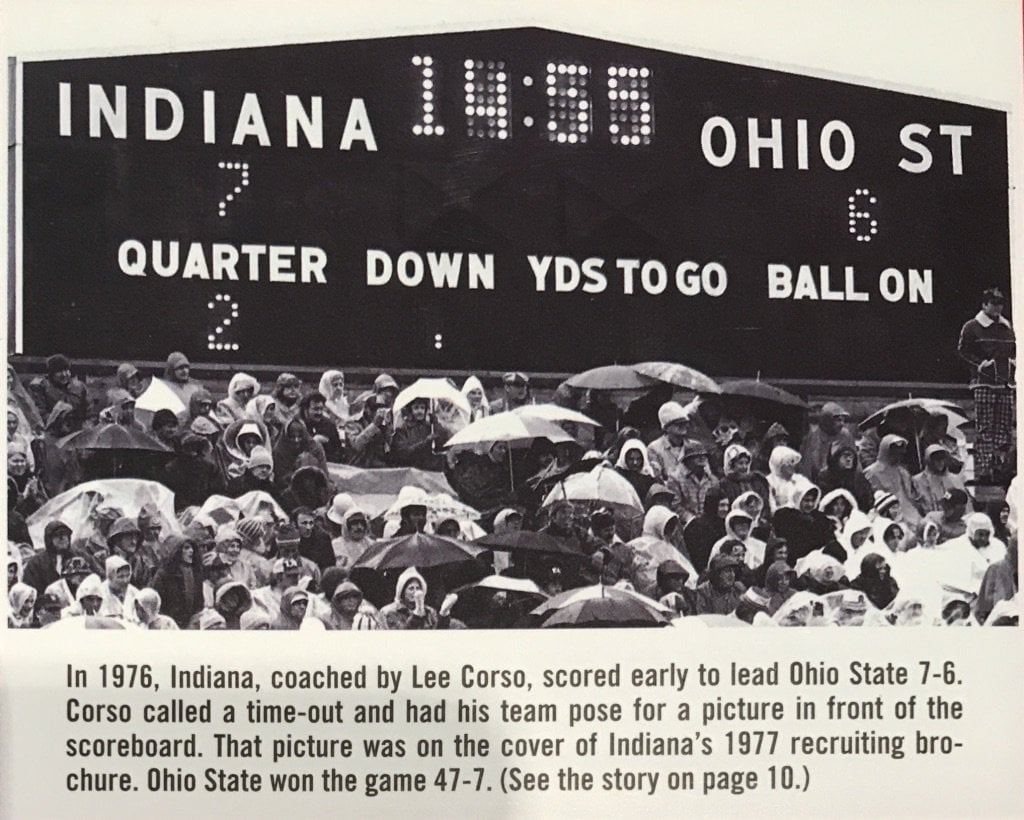 14:55
INDIANA OHIO ST
7 6
QUARTER DOWN YDS TO GO BALL ON
2 :
In 1976, Indiana, coached by Lee Corso, scored early to lead Ohio State 7-6.
Corso called a time-out and had his team pose for a picture in front of the
scoreboard. That picture was on the cover of Indiana's 1977 recruiting bro-
chure. Ohio State won the game 47-7. (See the story on page 10.)